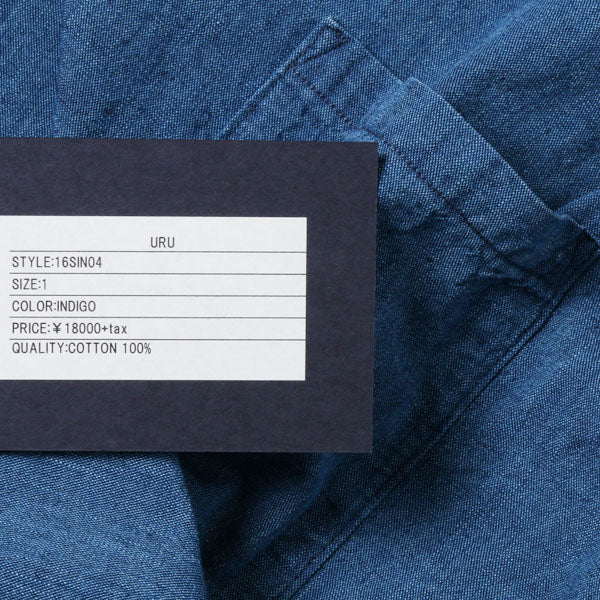 URU
STYLE:16SIN04
SIZE:1
COLOR:INDIGO
PRICE:¥18000+tax
QUALITY:COTTON 100%